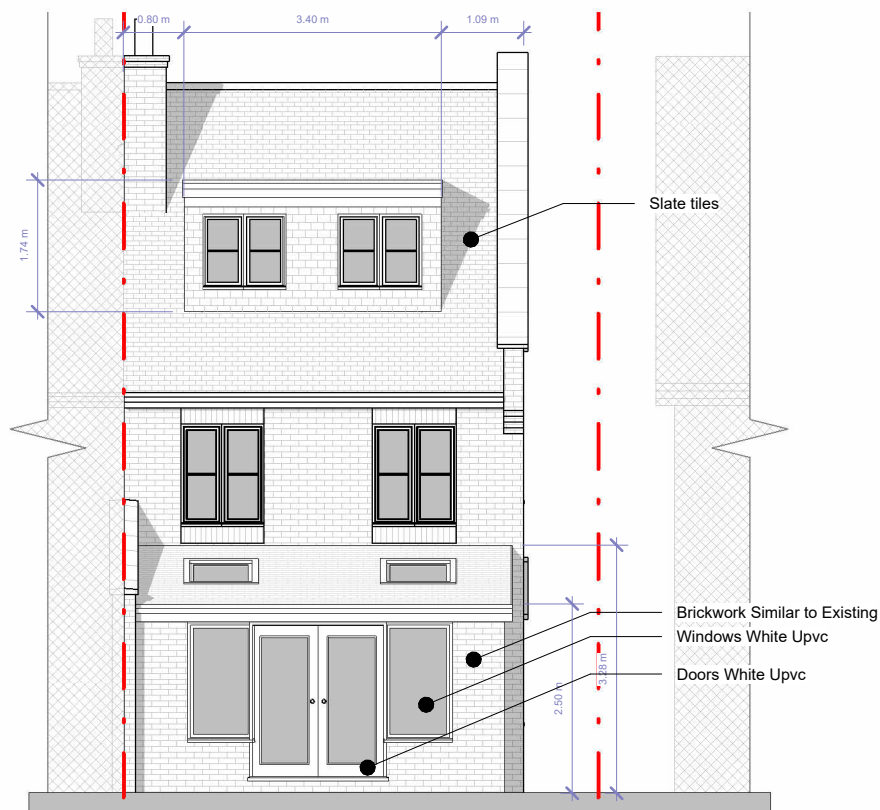 0.80 m
3.40 m
1.09 m
1.74 m
Slate tiles
Brickwork Similar to Existing
Windows White Upvc
Doors White Upvc
2.50 m
3.28 m